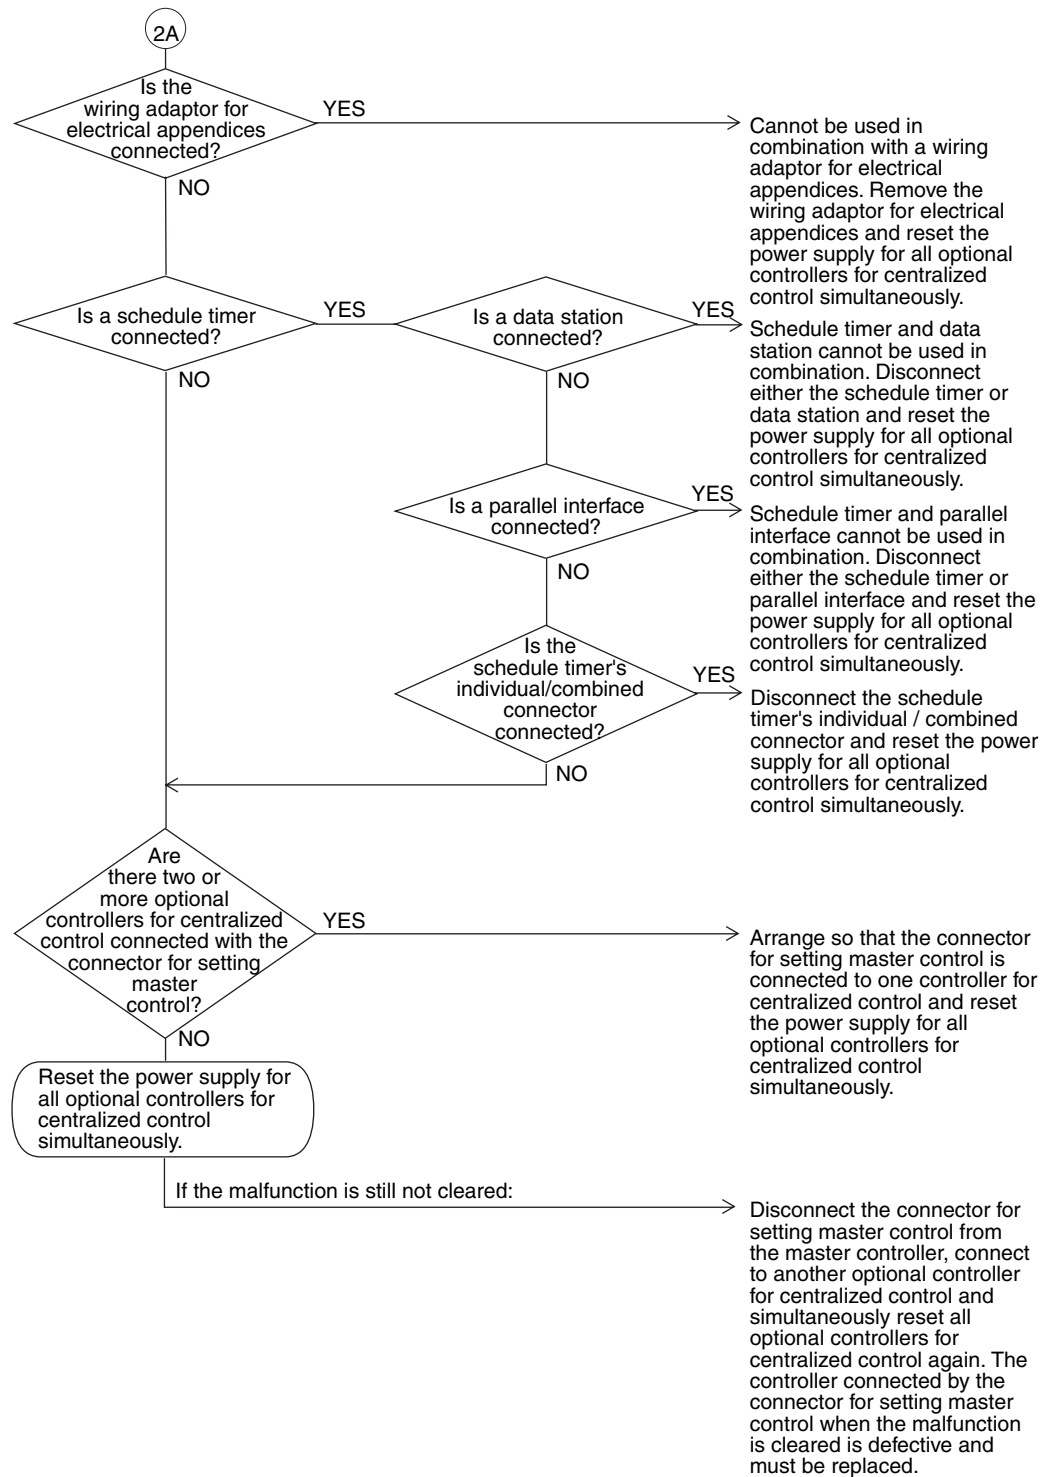 2A
Is the
wiring adaptor for
electrical appendices
connected?
YES
NO
Cannot be used in
combination with a wiring
adaptor for electrical
appendices. Remove the
wiring adaptor for electrical
appendices and reset the
power supply for all optional
controllers for centralized
control simultaneously.
Is a schedule timer
connected?
YES
NO
Is a data station
connected?
YES
NO
Schedule timer and data
station cannot be used in
combination. Disconnect
either the schedule timer or
data station and reset the
power supply for all optional
controllers for centralized
control simultaneously.
Is a parallel interface
connected?
YES
NO
Schedule timer and parallel
interface cannot be used in
combination. Disconnect
either the schedule timer or
parallel interface and reset the
power supply for all optional
controllers for centralized
control simultaneously.
Is the
schedule timer's
individual/combined
connector
connected?
YES
NO
Disconnect the schedule
timer's individual / combined
connector and reset the power
supply for all optional
controllers for centralized
control simultaneously.
Are
there two or
more optional
controllers for centralized
control connected with the
connector for setting
master
control?
YES
NO
Arrange so that the connector
for setting master control is
connected to one controller for
centralized control and reset
the power supply for all
optional controllers for
centralized control
simultaneously.
Reset the power supply for
all optional controllers for
centralized control
simultaneously.
If the malfunction is still not cleared:
Disconnect the connector for
setting master control from
the master controller, connect
to another optional controller
for centralized control and
simultaneously reset all
optional controllers for
centralized control again. The
controller connected by the
connector for setting master
control when the malfunction
is cleared is defective and
must be replaced.